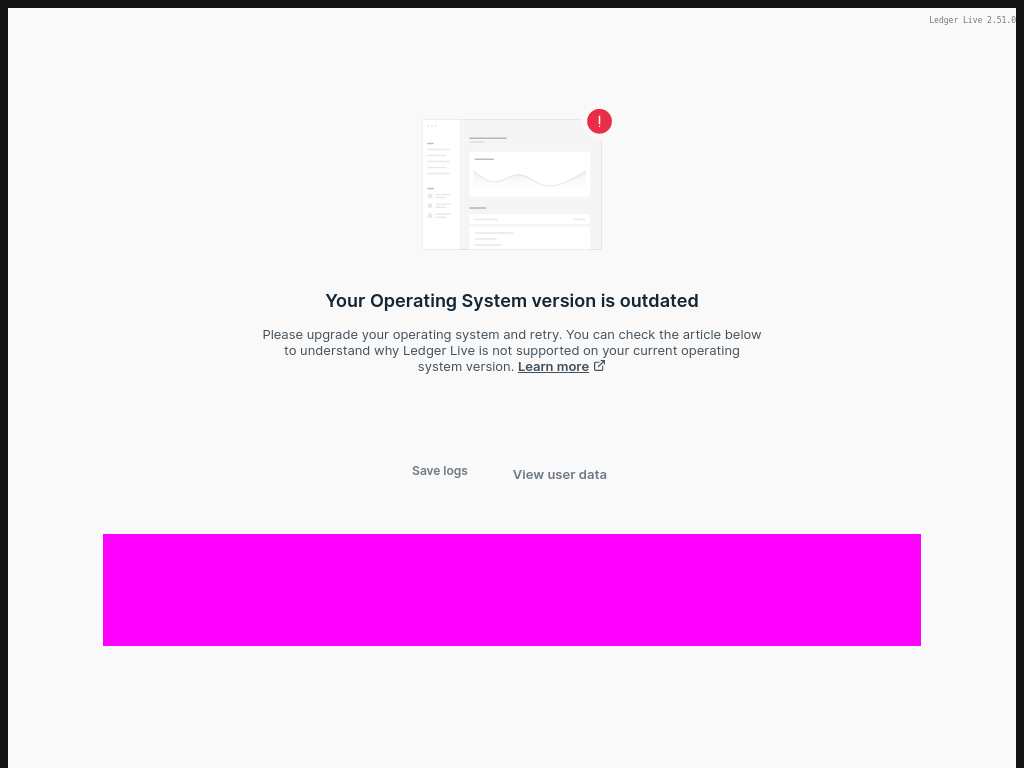 Ledger Live 2.51.0
!
Your Operating System version is outdated
Please upgrade your operating system and retry. You can check the article below
to understand why Ledger Live is not supported on your current operating
system version. Learn more
Save logs
View user data